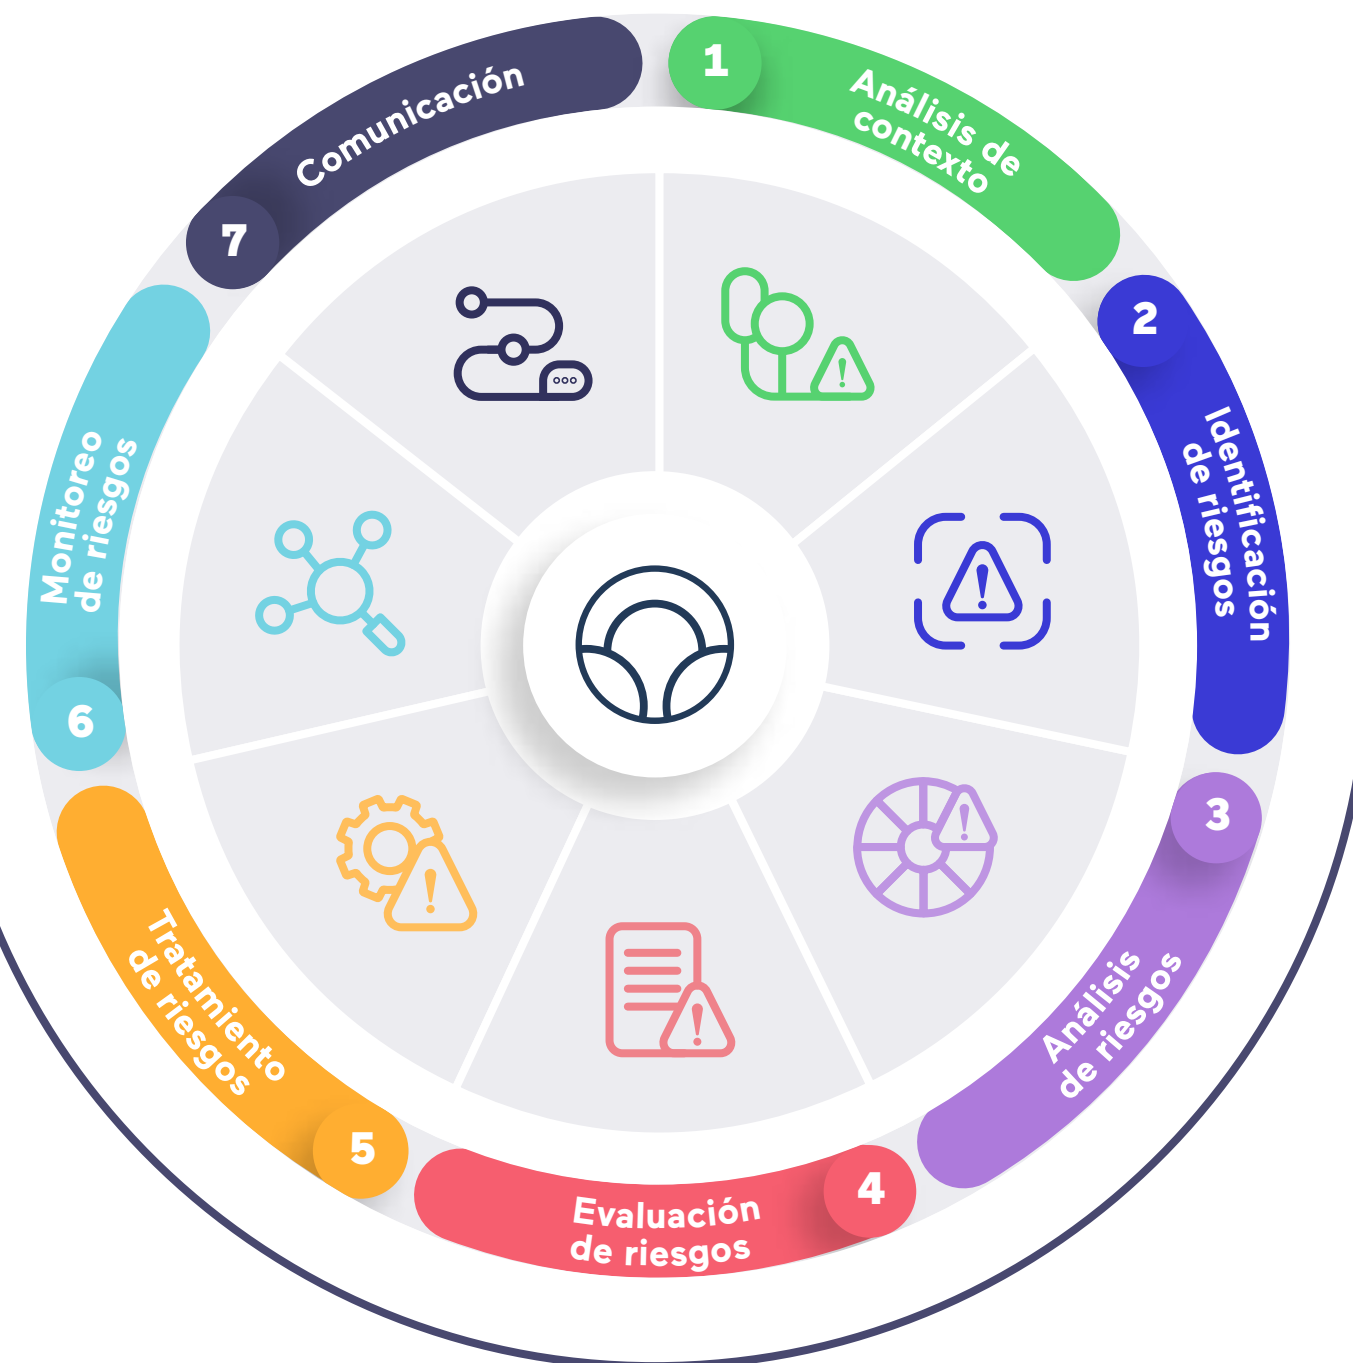 1
Análisis de
contexto
2
Identificación
de riesgos
3
Análisis
de riesgos
4
Evaluación
de riesgos
5
Tratamiento
de riesgos
6
Monitoreo
de riesgos
7
Comunicación